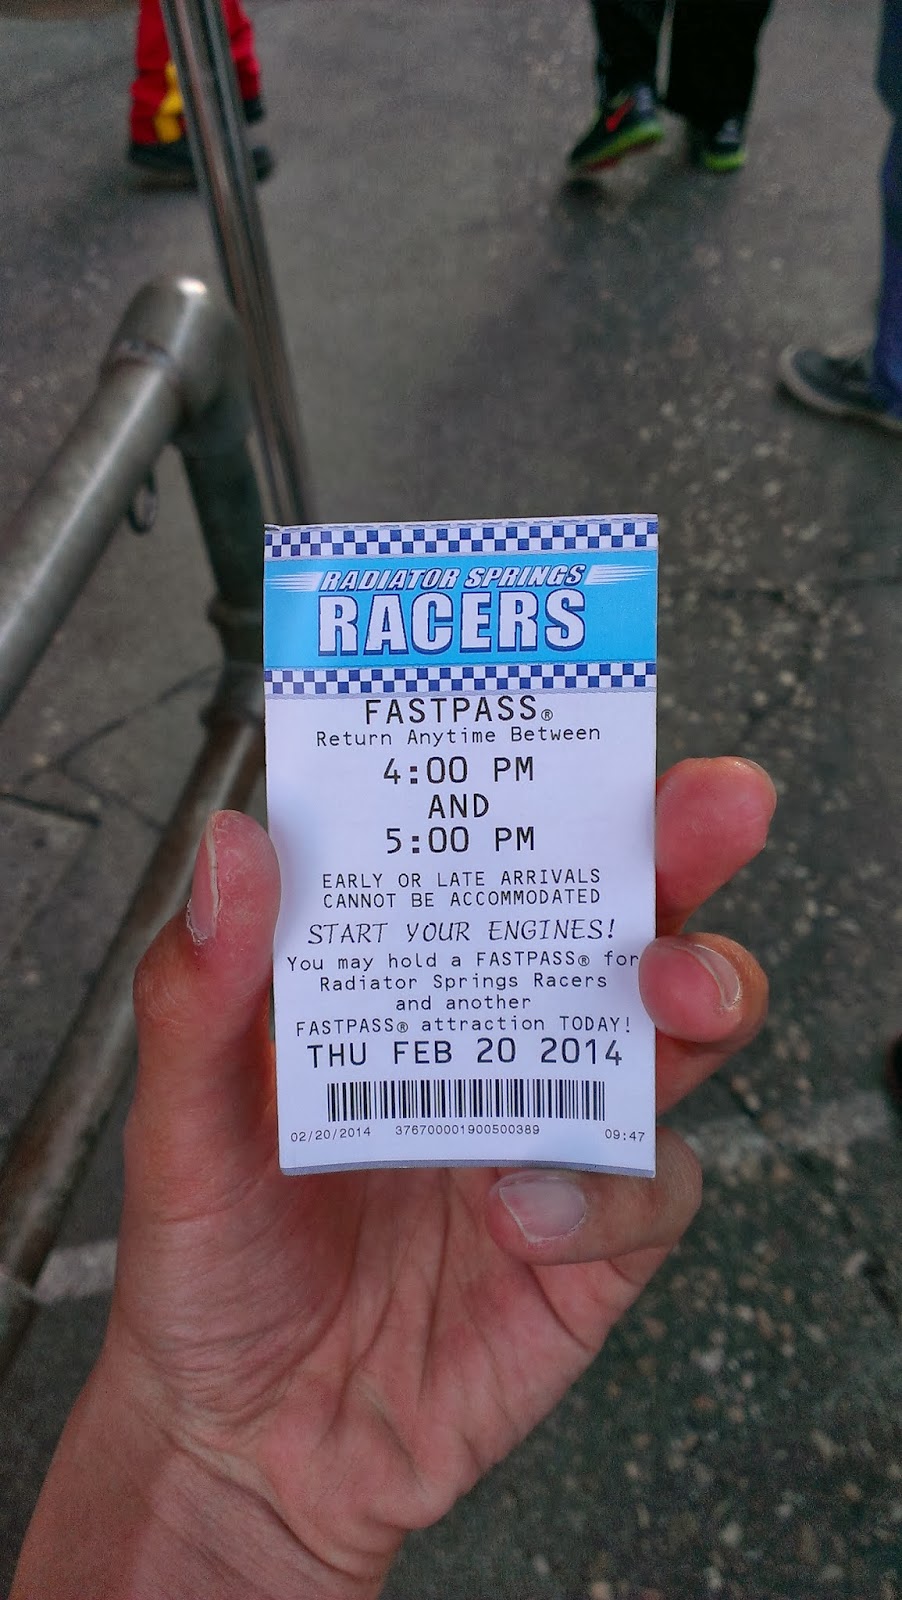 RADIATOR SPRINGS
RACERS
FASTPASS®
Return Anytime Between
4:00 PM
AND
5:00 PM
EARLY OR LATE ARRIVALS
CANNOT BE ACCOMMODATED
START YOUR ENGINES!
You may hold a FASTPASS® for
Radiator Springs Racers
and another
FASTPASS® attraction TODAY!
THU FEB 20 2014
02/20/2014 376700001900500389 09:47